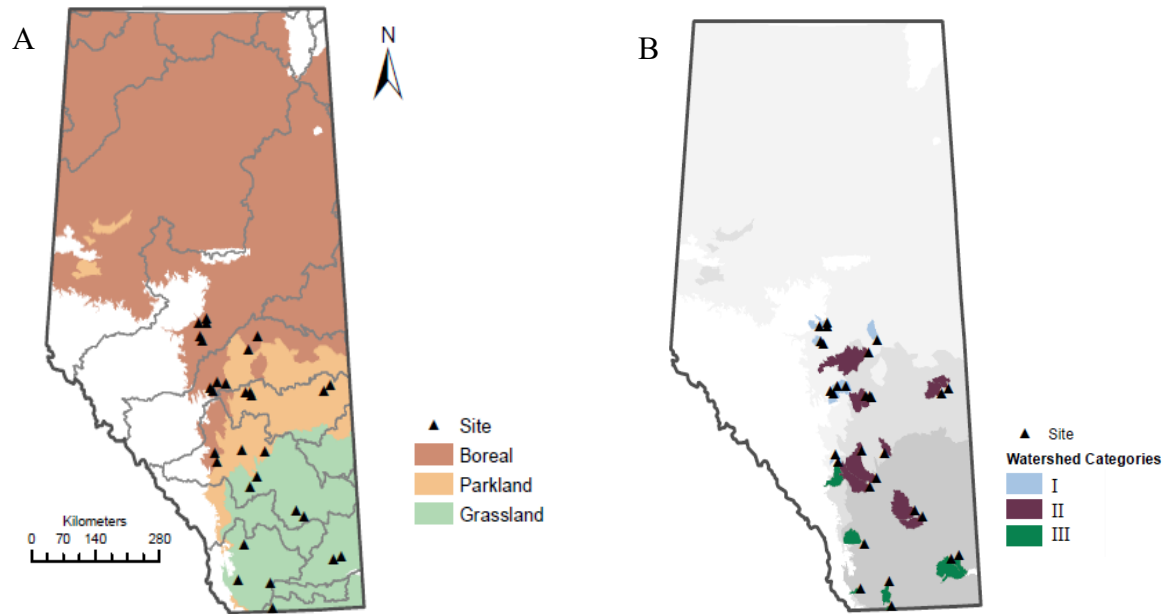 A
N
Site
Boreal
Parkland
Grassland
Kilometers
0 70 140 280
B
Site
Watershed Categories
I
II
III